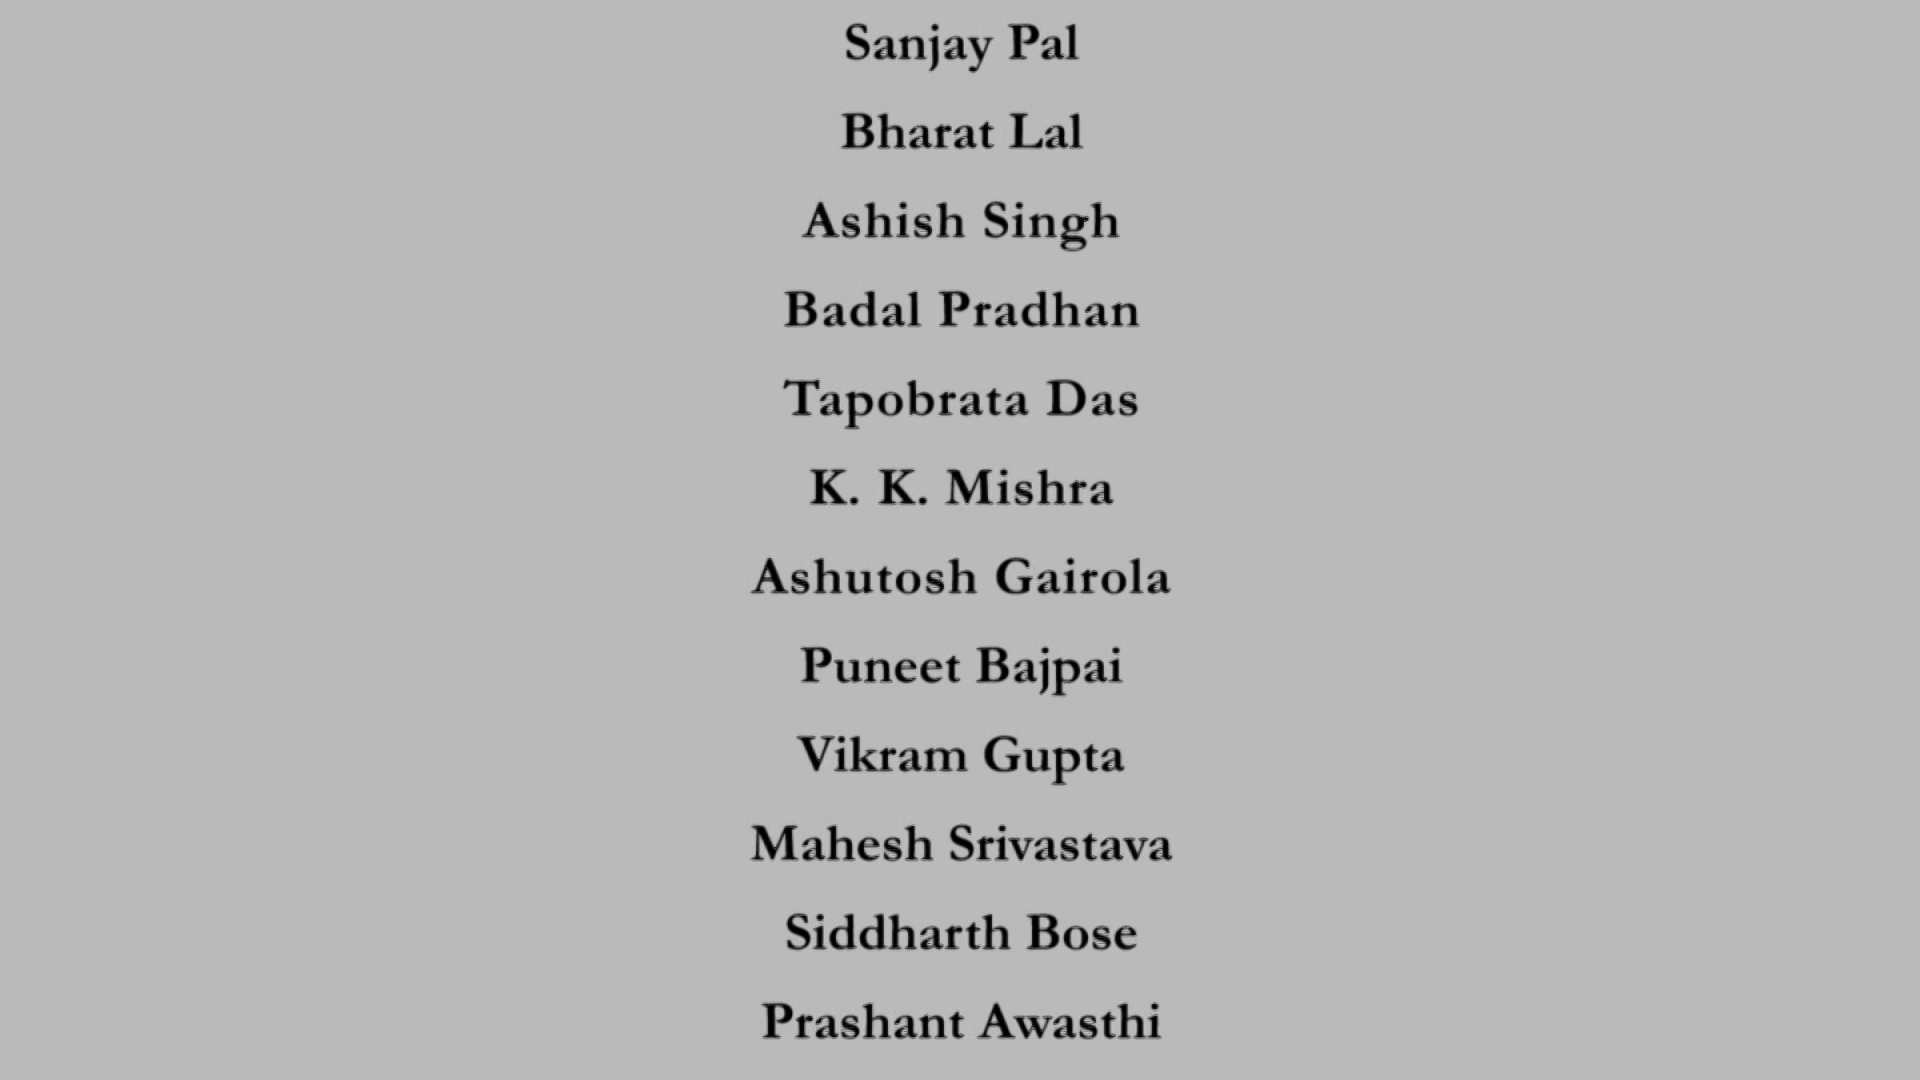 Sanjay Pal
Bharat Lal
Ashish Singh
Badal Pradhan
Tapobrata Das
K. K. Mishra
Ashutosh Gairola
Puneet Bajpai
Vikram Gupta
Mahesh Srivastava
Siddharth Bose
Prashant Awasthi